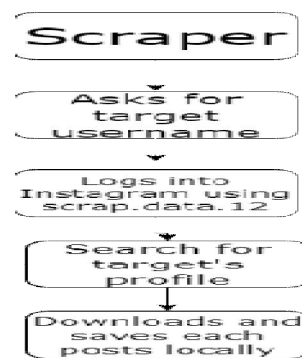 Scraper
Asks for
target
username
Logs into
Instagram using
scrap.data.12
Search for
target's
profile
Downloads and
saves each
posts locally